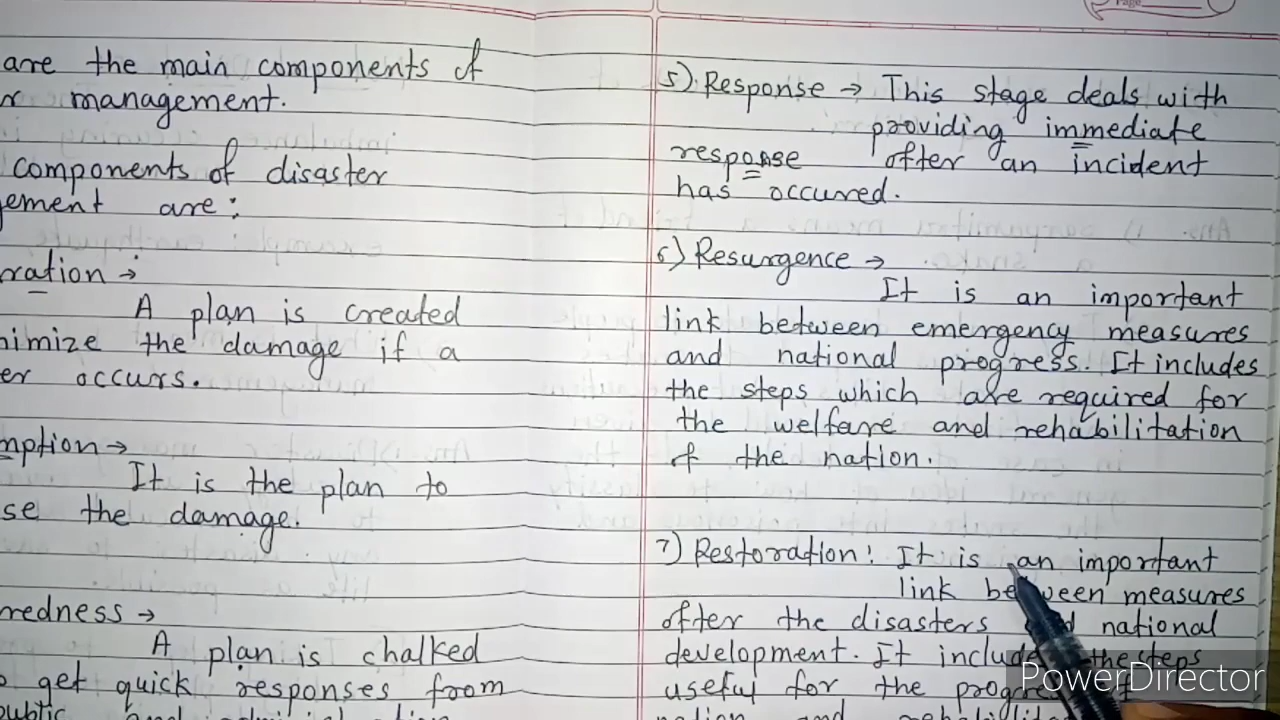 are the main components of
r management.
components of disaster
ement are:
ration →
A plan is created
nimize the damage if a
er occurs.
mption →
It is the plan to
se the damage.
redness →
A plan is chalked
get quick responses from
Page
5) Response → This stage deals with
providing immediate
response after an incident
has occured.
6) Resurgence →
It is an important
link between emergency measures
and national progress. It includes
the steps which are required for
the welfare and rehabilitation
of the nation.
7) Restoration: It is an important
link between measures
after the disasters national
development. It include the steps
useful for the
PowerDirector